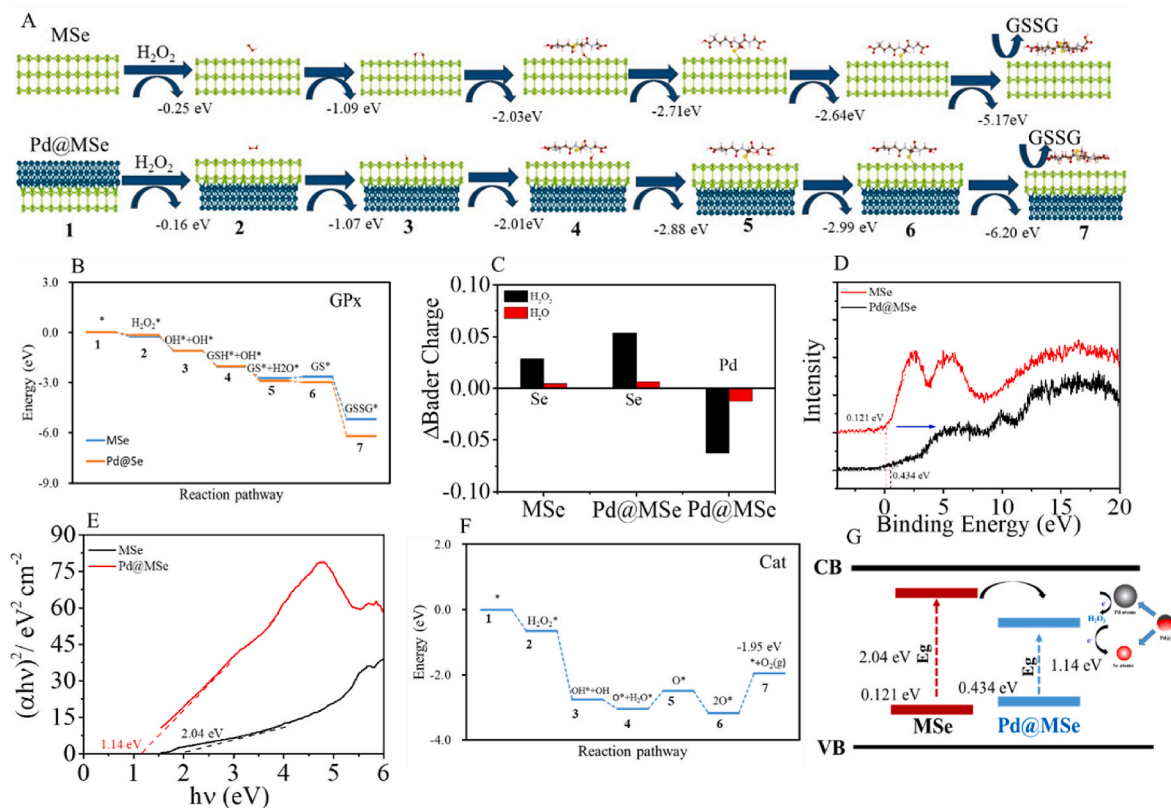 A
MSe
H2O2
-0.25 eV
-1.09 eV
-2.03eV
-2.71eV
-2.64eV
GSSG
-5.17eV
Pd@MSe
H2O2
-0.16 eV
-1.07 eV
-2.01eV
-2.88 eV
-2.99 eV
GSSG
-6.20 eV
1
2
3
4
5
6
7
B
GPx
Energy (eV)
3.0
0.0
-3.0
-6.0
-9.0
*
H2O2*
OH*+OH*
GSH*+OH*
GS*+H2O*
GS*
GSSG*
1
2
3
4
5
6
7
MSe
Pd@Se
Reaction pathway
C
H2O2
H2O
ΔBader Charge
0.10
0.05
0.00
-0.05
-0.10
Se
Se
Pd
MSe
Pd@MSe
Pd@MSe
D
MSe
Pd@MSe
Intensity
0.121 eV
0.434 eV
0
5
10
15
20
Binding Energy (eV)
E
MSe
Pd@MSe
(αhν)2/ eV2 cm-2
90
75
60
45
30
15
0
1.14 eV
2.04 eV
0
1
2
3
4
5
6
hν (eV)
F
Cat
Energy (eV)
2.0
0.0
-2.0
-4.0
*
H2O2*
OH*+OH
O*+H2O*
O*
2O*
-1.95 eV
*+O2(g)
1
2
3
4
5
6
7
Reaction pathway
G
CB
2.04 eV
Eg
0.121 eV
MSe
0.434 eV
Eg
1.14 eV
Pd@MSe
e-
H2O2
e-
Pd atoms
Se atoms
Pd@
VB